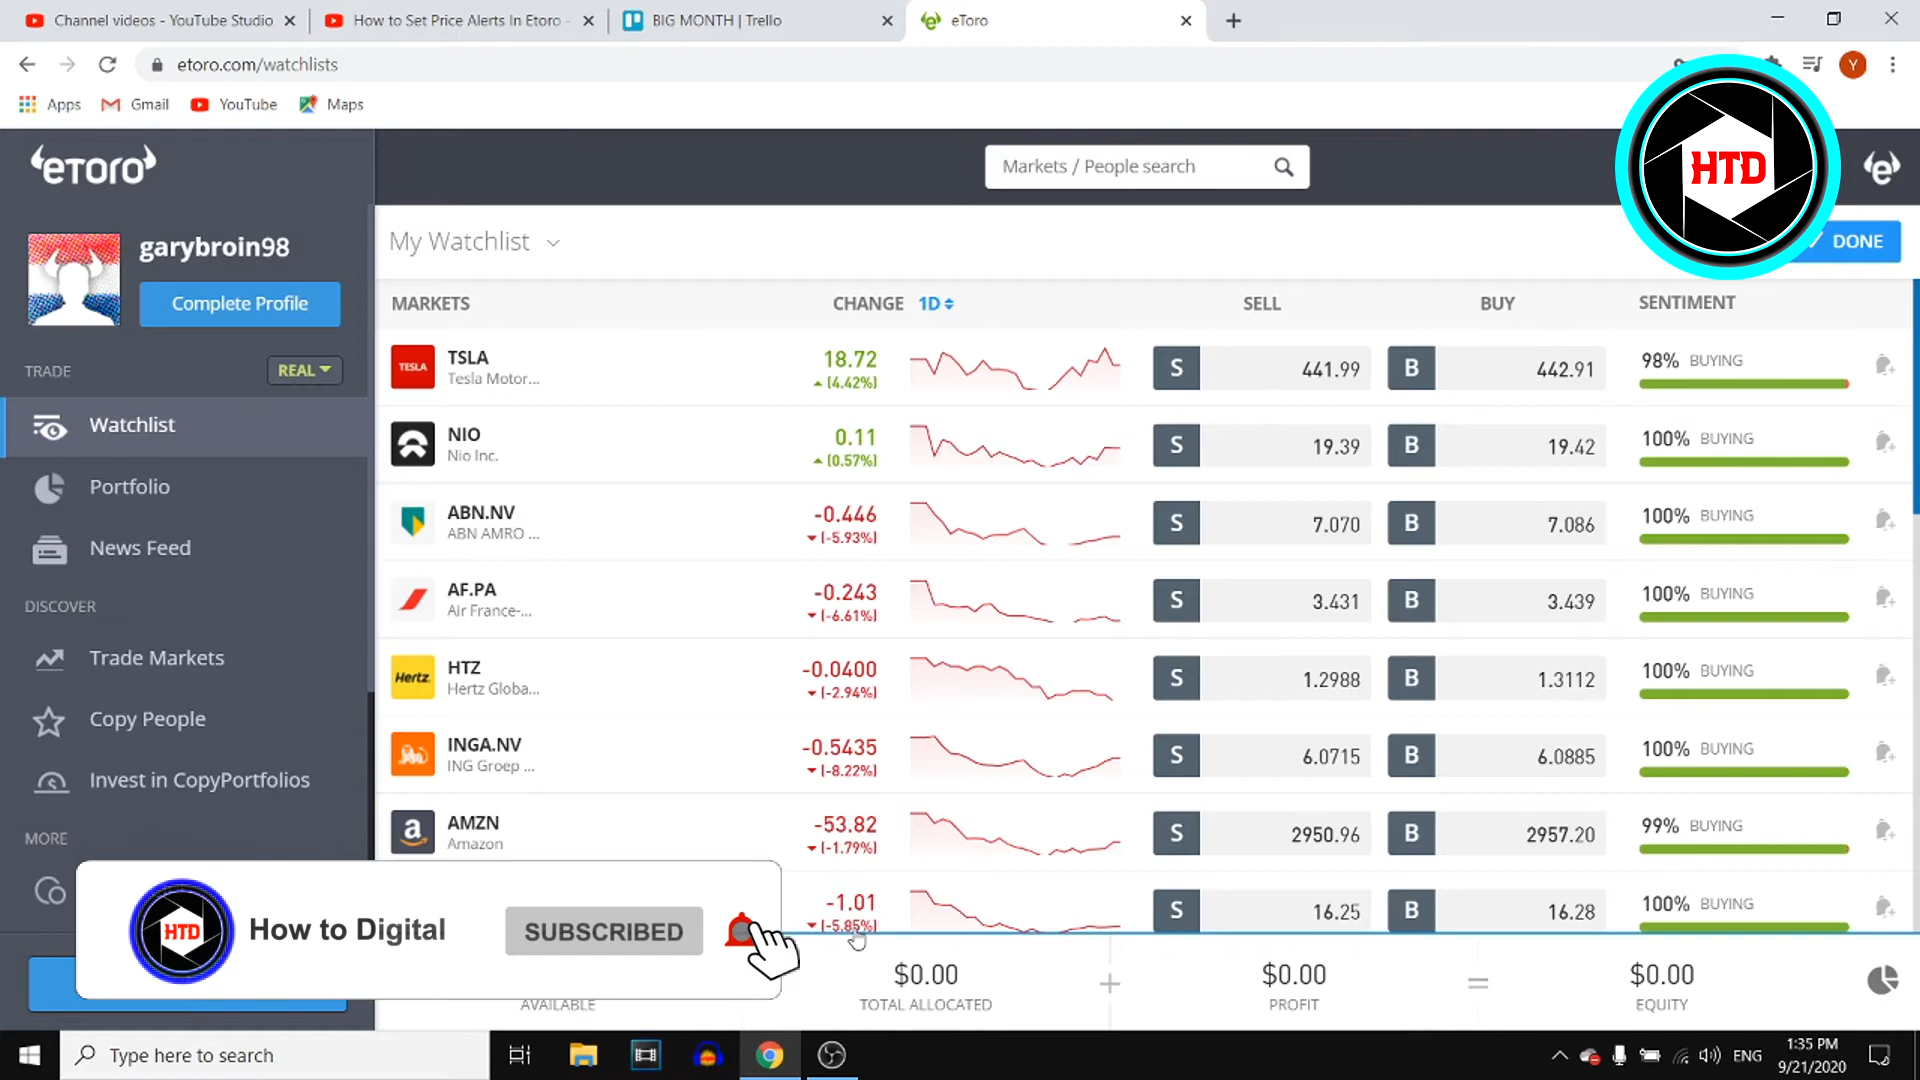 Channel videos - YouTube Studio
How to Set Price Alerts In Etoro -
BIG MONTH | Trello
eToro
etoro.com/watchlists
Y
Apps
Gmail
YouTube
Maps
eTORO
Markets / People search
HTD
garybroin98
Complete Profile
My Watchlist
DONE
MARKETS
CHANGE 1D
SELL
BUY
SENTIMENT
TRADE
REAL
Watchlist
Portfolio
News Feed
DISCOVER
Trade Markets
Copy People
Invest in CopyPortfolios
MORE
TESLA
TSLA
Tesla Motor...
18.72
(4.42%)
S
441.99
B
442.91
98% BUYING
NIO
Nio Inc.
0.11
(0.57%)
S
19.39
B
19.42
100% BUYING
ABN.NV
ABN AMRO ...
-0.446
(-5.93%)
S
7.070
B
7.086
100% BUYING
AF.PA
Air France-...
-0.243
(-6.61%)
S
3.431
B
3.439
100% BUYING
Hertz.
HTZ
Hertz Globa...
-0.0400
(-2.94%)
S
1.2988
B
1.3112
100% BUYING
INGA.NV
ING Groep ...
-0.5435
(-8.22%)
S
6.0715
B
6.0885
100% BUYING
a
AMZN
Amazon
-53.82
(-1.79%)
S
2950.96
B
2957.20
99% BUYING
-1.01
(-5.85%)
S
16.25
B
16.28
100% BUYING
HTD
How to Digital
SUBSCRIBED
AVAILABLE
$0.00
TOTAL ALLOCATED
+
$0.00
PROFIT
=
$0.00
EQUITY
Type here to search
ENG
1:35 PM
9/21/2020